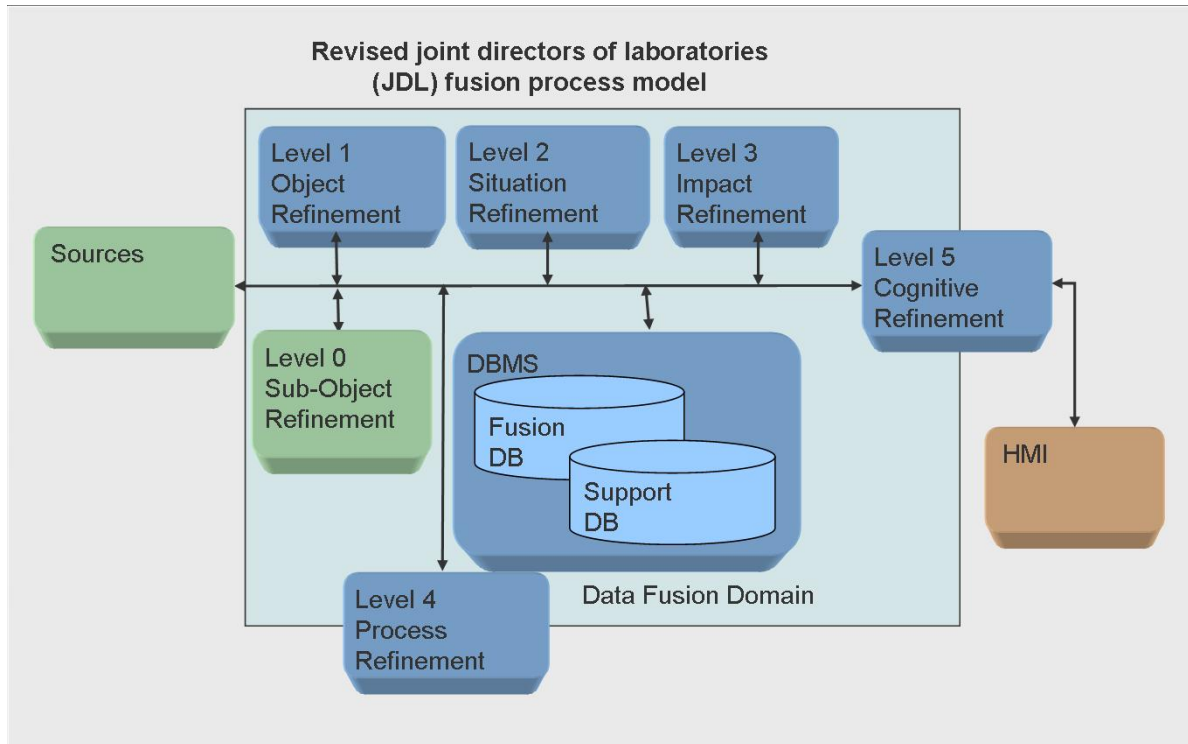 Revised joint directors of laboratories
(JDL) fusion process model
Level 1
Object
Refinement
Level 2
Situation
Refinement
Level 3
Impact
Refinement
Sources
Level 5
Cognitive
Refinement
Level 0
Sub-Object
Refinement
DBMS
Fusion
DB
Support
DB
HMI
Level 4
Process
Refinement
Data Fusion Domain